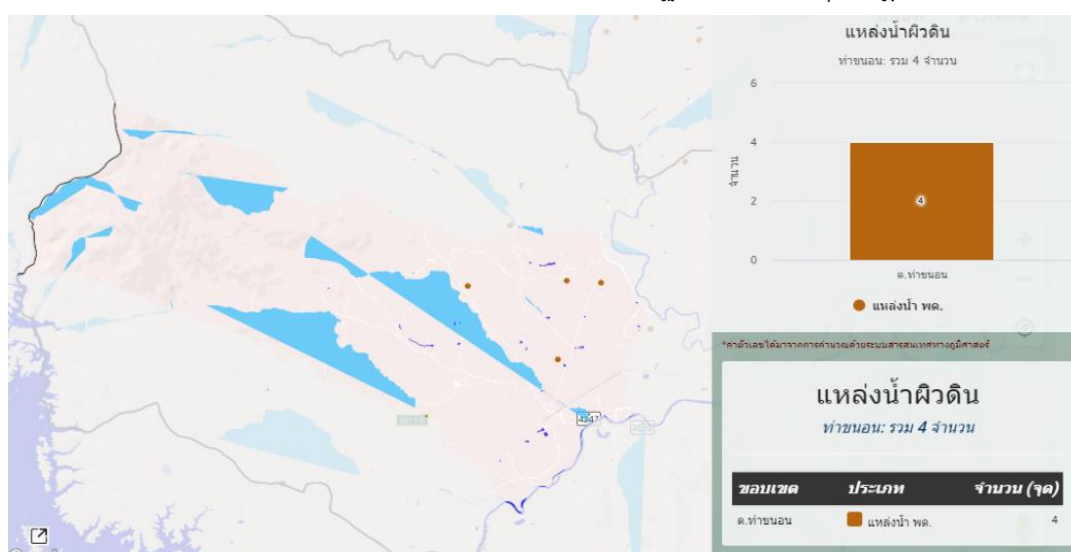 แหล่งน้ำผิวดิน
ท่าขนอน: รวม 4 จำนวน
6
4
2
0
จำนวน
4
ต.ท่าขนอน
แหล่งน้ำ พด.
*ค่าตัวเลขได้มาจากการคำนวณด้วยระบบสารสนเทศทางภูมิศาสตร์
แหล่งน้ำผิวดิน
ท่าขนอน: รวม 4 จำนวน
ขอบเขต ประเภท จำนวน (จุด)
ต.ท่าขนอน แหล่งน้ำ พด. 4
4247